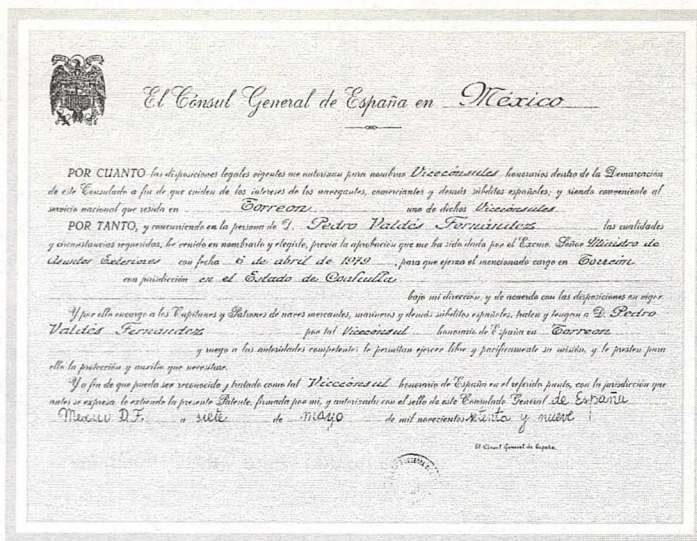 El Cónsul General de España en México
POR CUANTO las disposiciones legales vigentes me autorizan para nombrar Vicecónsules honorarios dentro de la Demarcación
de este Consulado a fin de que cuiden de los intereses de los navegantes, comerciantes y demás súbditos españoles; y siendo conveniente al
servicio nacional que resida en Torreon uno de dichos Vicecónsules
POR TANTO, y concurriendo en la persona de D. Pedro Valdés Fernández las cualidades
y circunstancias requeridas, he venido en nombrarlo y elegirle, previa la aprobación que me ha sido dada por el Excmo. Señor Ministro de
Asuntos Exteriores con fecha 6 de abril de 1979, para que ejerza el mencionado cargo en Torreón
con jurisdicción en el Estado de Coahuila
bajo mi dirección, y de acuerdo con las disposiciones en vigor.
Y por ello encargo a los Capitanes y Patrones de naves mercantes, marineros y demás súbditos españoles, traten y tengan a D. Pedro
Valdés Fernández por tal Vicecónsul honorario de España en Torreon
y ruego a las autoridades competentes le permitan ejercer libre y pacíficamente su misión, y le presten para
ello la protección y auxilio que necesitare.
Y a fin de que pueda ser reconocido y tratado como tal Vicecónsul honorario de España en el referido punto, con la jurisdicción que
antes se expresa, le extiendo la presente Patente, firmada por mí, y autorizada con el sello de este Consulado General de España
Mexico D.F. a siete de mayo de mil novecientos setenta y nueve
El Cónsul General de España,